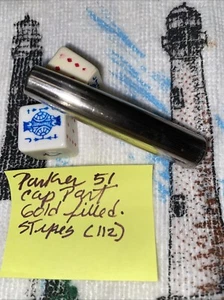 Parker 51
Cap Part
Gold filled.
Stripes (112)